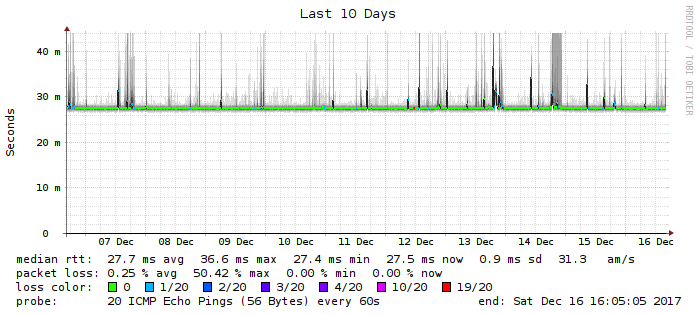 Last 10 Days
RRDTOOL / TOBI OETIKER
Seconds
40 m
30 m
20 m
10 m
0
07 Dec 08 Dec 09 Dec 10 Dec 11 Dec 12 Dec 13 Dec 14 Dec 15 Dec 16 Dec
median rtt: 27.7 ms avg 36.6 ms max 27.4 ms min 27.5 ms now 0.9 ms sd 31.3 am/s
packet loss: 0.25 % avg 50.42 % max 0.00 % min 0.00 % now
loss color: 0 1/20 2/20 3/20 4/20 10/20 19/20
probe: 20 ICMP Echo Pings (56 Bytes) every 60s end: Sat Dec 16 16:05:05 2017